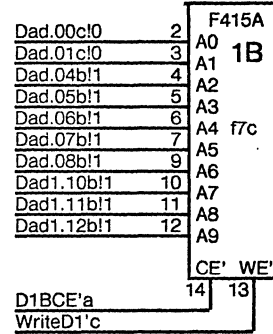 F415A
Dad.00c!0 2 A0 1B
Dad.01c!0 3 A1
Dad.04b!1 4 A2
Dad.05b!1 5 A3
Dad.06b!1 6 A4 f7c
Dad.07b!1 7 A5
Dad.08b!1 9 A6
Dad1.10b!1 10 A7
Dad1.11b!1 11 A8
Dad1.12b!1 12 A9
CE' WE'
14 13
D1BCE'a
WriteD1'c